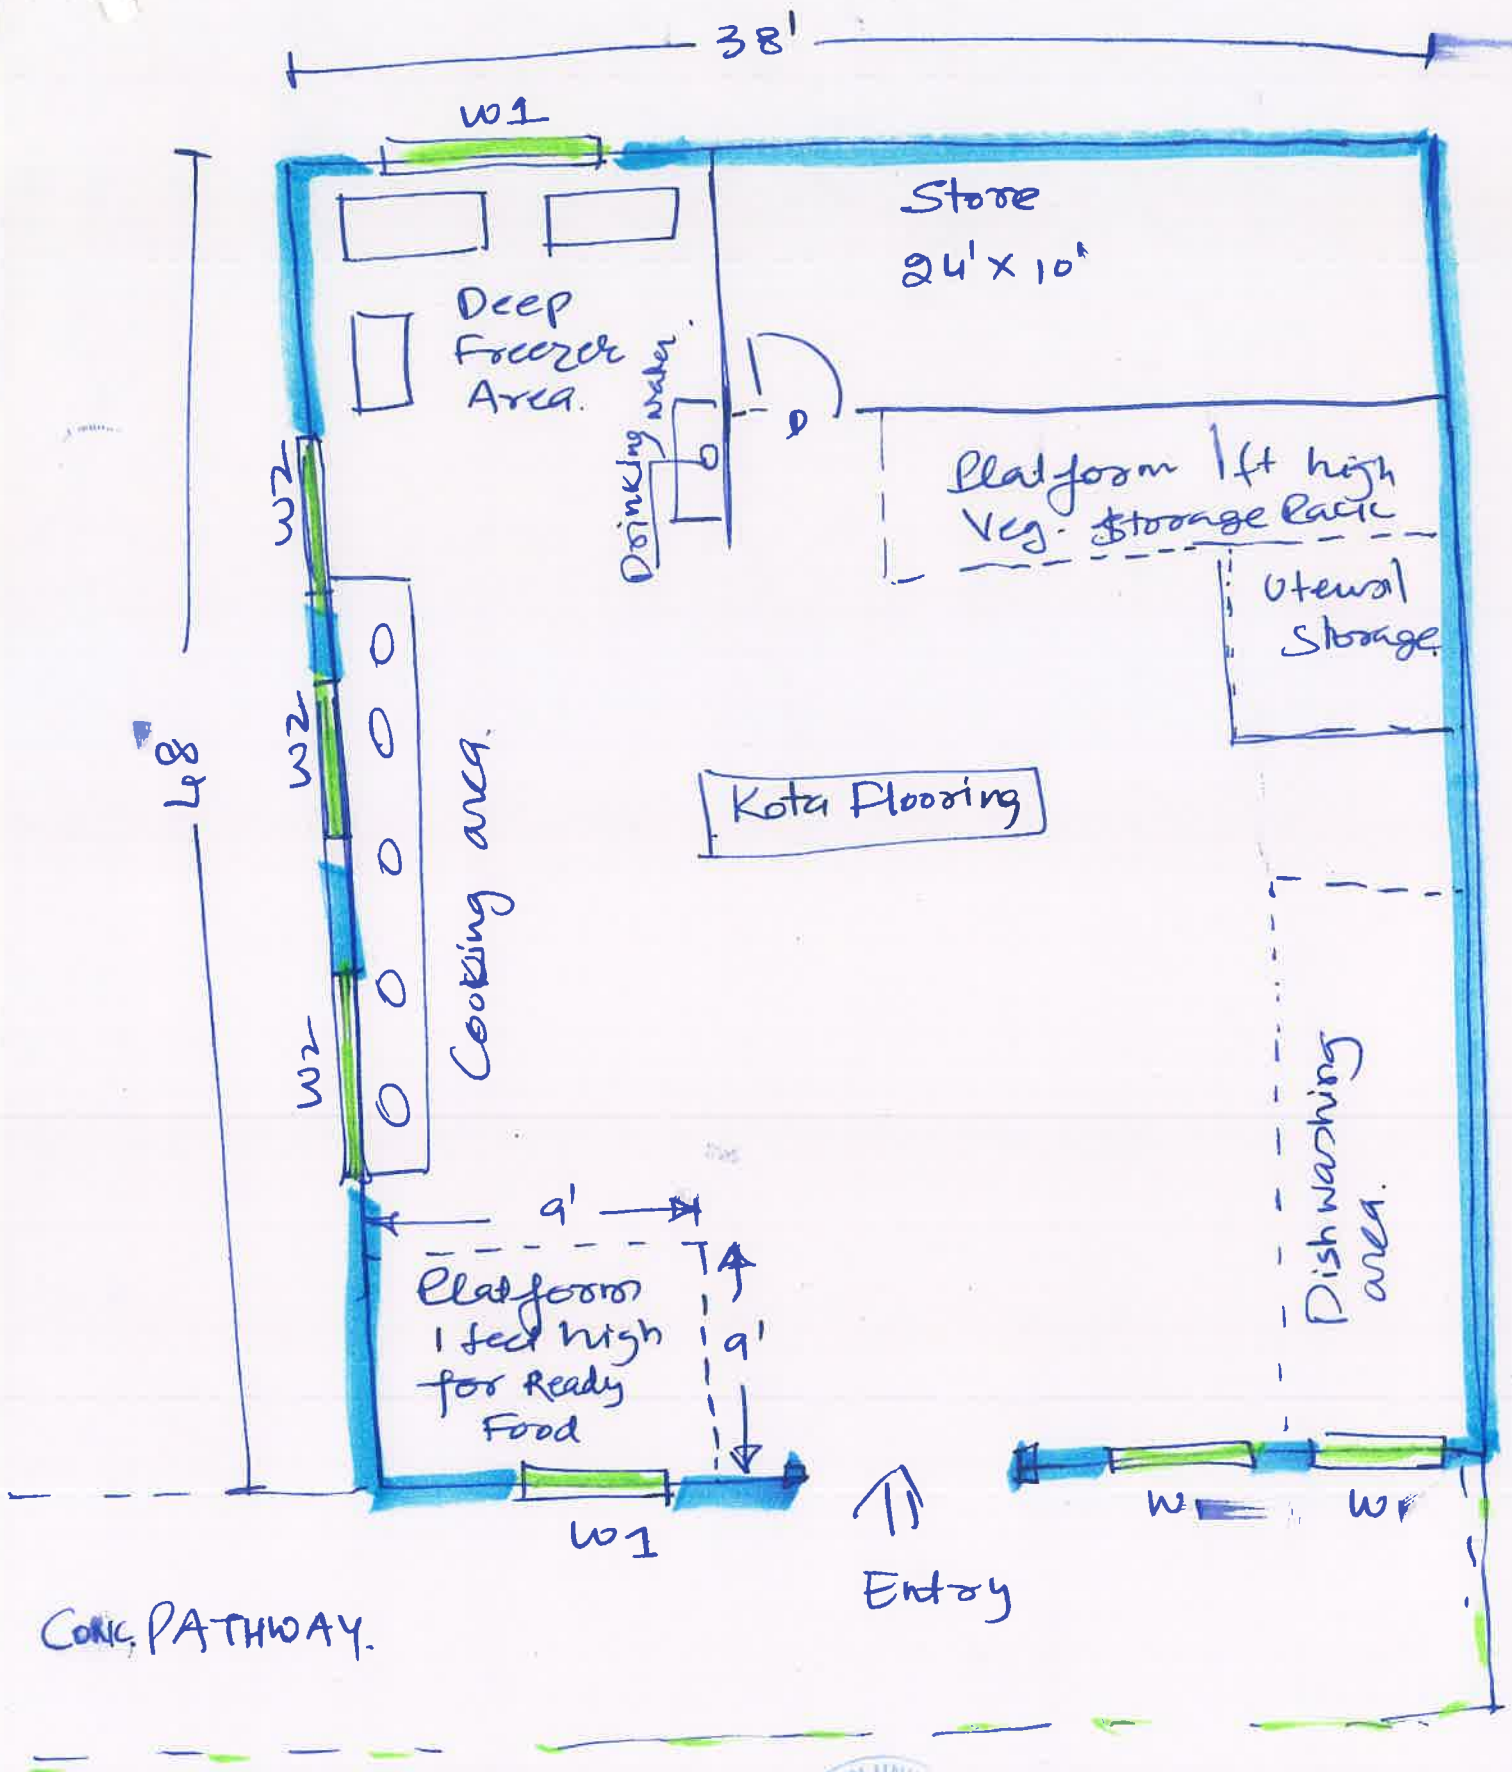 38'
W1
Store
24' x 10'
Deep
Freezer
Area.
Drinking water
D
Platform 1ft high
Veg. Storage Rack
Utensil
Storage
W2
W2
W2
48
Cooking area.
Kota Flooring
Dishwashing
area.
9'
9'
Platform
1 feet high
for Ready
Food
W1
W
W1
Entry
CONC. PATHWAY.